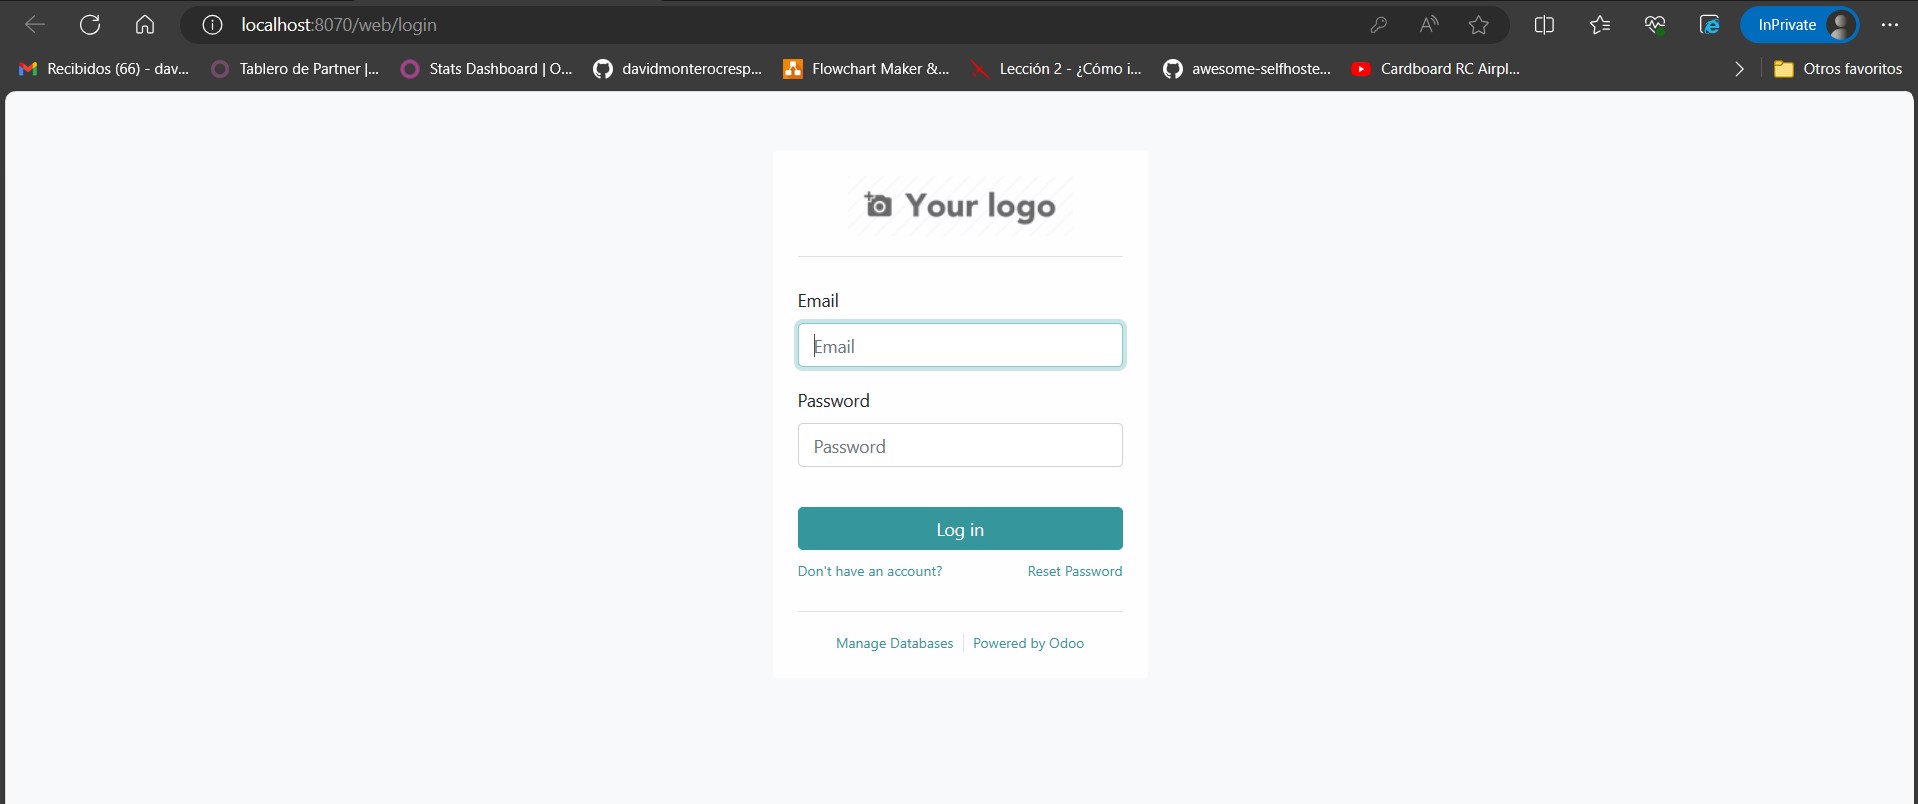 localhost:8070/web/login
InPrivate
Recibidos (66) - dav...
Tablero de Partner |...
Stats Dashboard | O...
davidmonterocresp...
Flowchart Maker &...
Lección 2 - ¿Cómo i...
awesome-selfhoste...
Cardboard RC Airpl...
Otros favoritos
Your logo
Email
Email
Password
Password
Log in
Don't have an account?
Reset Password
Manage Databases
Powered by Odoo